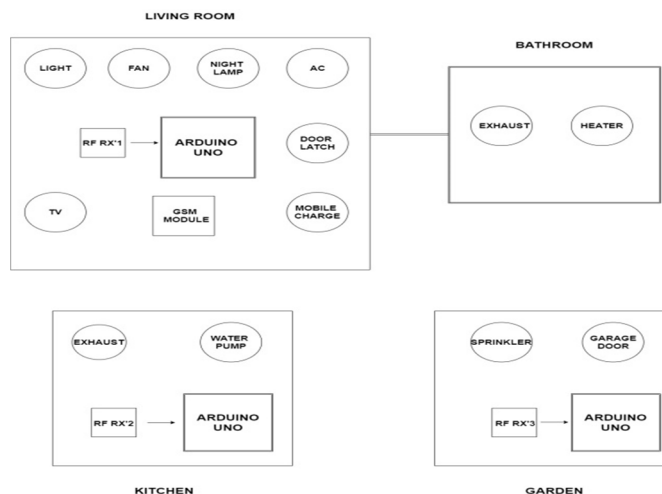 LIVING ROOM
LIGHT
FAN
NIGHT
LAMP
AC
RF RX'1
ARDUINO
UNO
DOOR
LATCH
TV
GSM
MODULE
MOBILE
CHARGE
BATHROOM
EXHAUST
HEATER
EXHAUST
WATER
PUMP
RF RX'2
ARDUINO
UNO
KITCHEN
SPRINKLER
GARAGE
DOOR
RF RX'3
ARDUINO
UNO
GARDEN